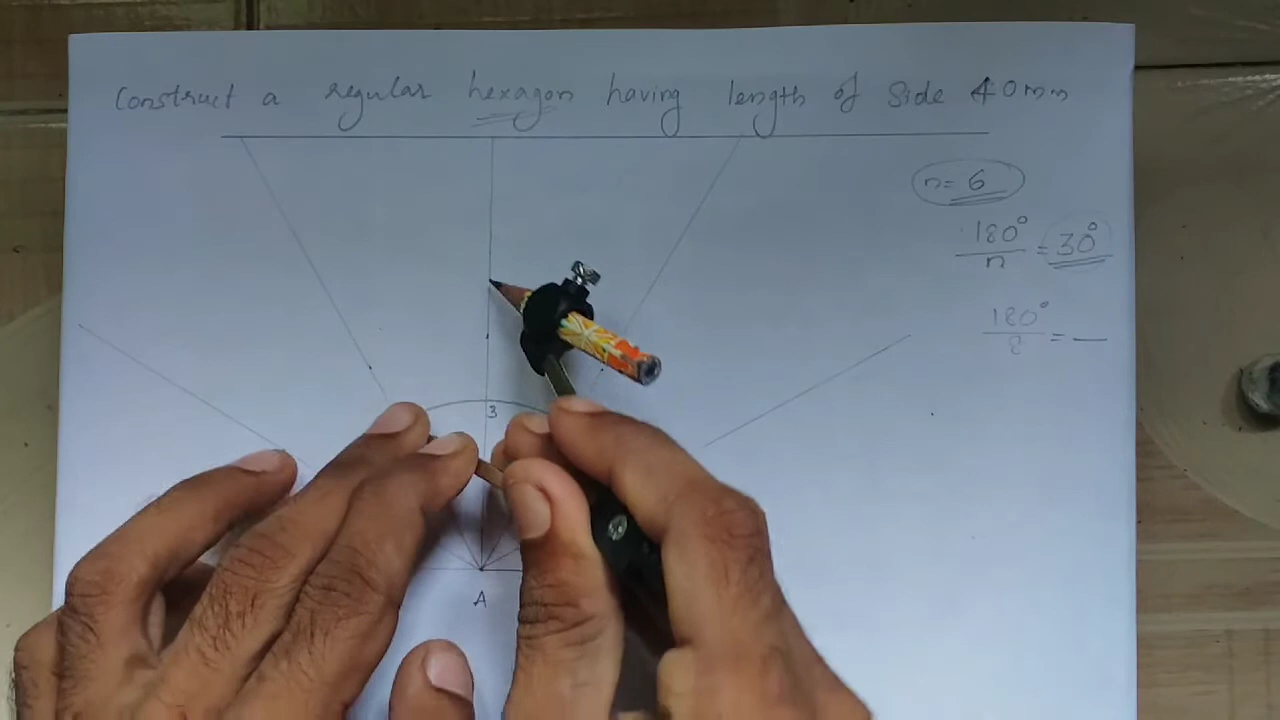 Construct a regular hexagon having length of Side 40mm
n=6
180°
n
=30°
180°
8
=
3
A